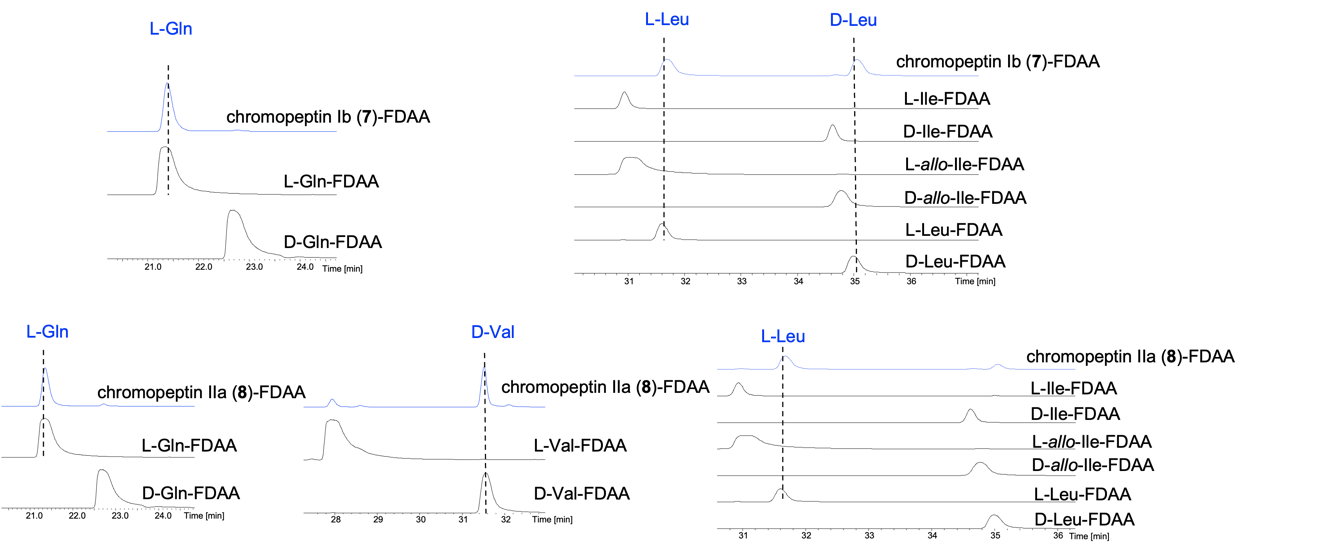 L-Gln
chromopeptin Ib (7)-FDAA
L-Gln-FDAA
D-Gln-FDAA
21.0 22.0 23.0 24.0 Time [min]
L-Leu D-Leu
chromopeptin Ib (7)-FDAA
L-Ile-FDAA
D-Ile-FDAA
L-allo-Ile-FDAA
D-allo-Ile-FDAA
L-Leu-FDAA
D-Leu-FDAA
31 32 33 34 35 36 Time [min]
L-Gln
chromopeptin IIa (8)-FDAA
L-Gln-FDAA
D-Gln-FDAA
21.0 22.0 23.0 24.0 Time [min]
D-Val
chromopeptin IIa (8)-FDAA
L-Val-FDAA
D-Val-FDAA
28 29 30 31 32 Time [min]
L-Leu
chromopeptin IIa (8)-FDAA
L-Ile-FDAA
D-Ile-FDAA
L-allo-Ile-FDAA
D-allo-Ile-FDAA
L-Leu-FDAA
D-Leu-FDAA
31 32 33 34 35 36 Time [min]